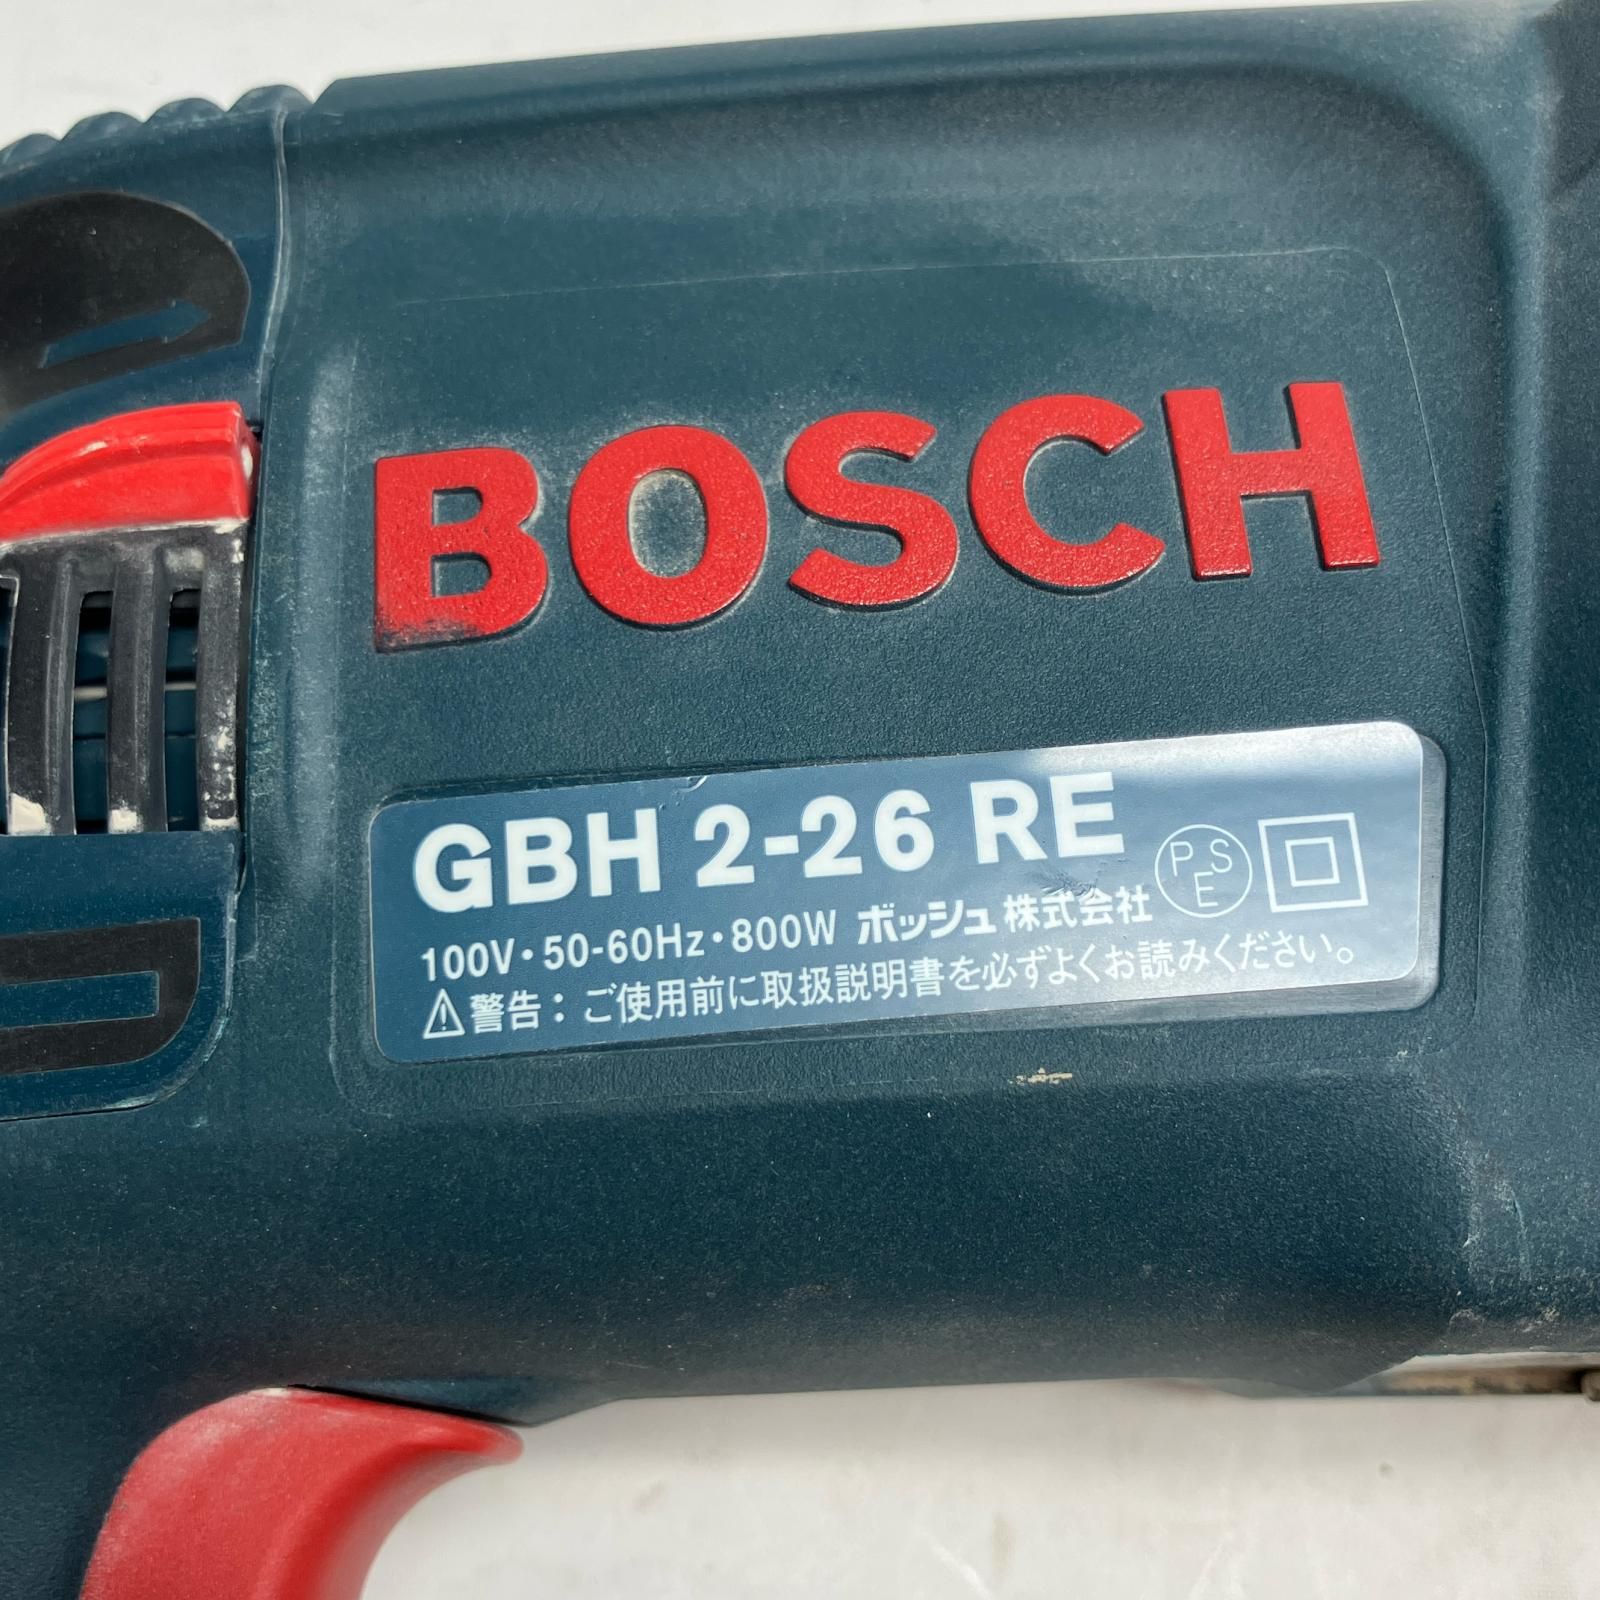 BOSCH
GBH 2-26 RE
PSE
100V・50-60Hz・800W ボッシュ株式会社
⚠警告：ご使用前に取扱説明書を必ずよくお読みください。